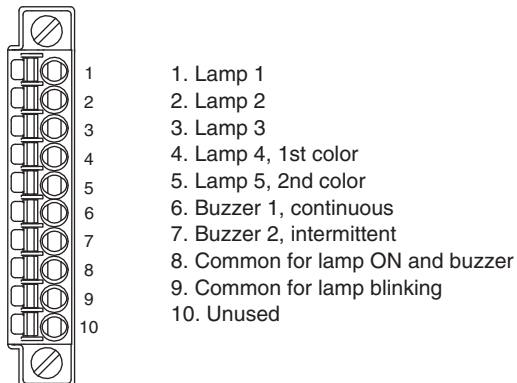 1
2
3
4
5
6
7
8
9
10
1. Lamp 1
2. Lamp 2
3. Lamp 3
4. Lamp 4, 1st color
5. Lamp 5, 2nd color
6. Buzzer 1, continuous
7. Buzzer 2, intermittent
8. Common for lamp ON and buzzer
9. Common for lamp blinking
10. Unused